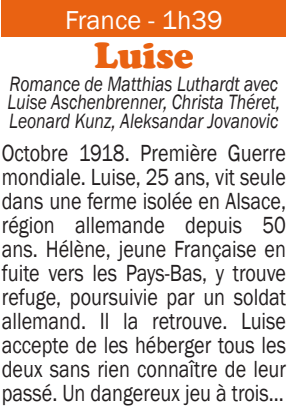 France - 1h39
Luise
Romance de Matthias Luthardt avec
Luise Aschenbrenner, Christa Théret,
Leonard Kunz, Aleksandar Jovanovic
Octobre 1918. Première Guerre
mondiale. Luise, 25 ans, vit seule
dans une ferme isolée en Alsace,
région allemande depuis 50
ans. Hélène, jeune Française en
fuite vers les Pays-Bas, y trouve
refuge, poursuivie par un soldat
allemand. Il la retrouve. Luise
accepte de les héberger tous les
deux sans rien connaître de leur
passé. Un dangereux jeu à trois...